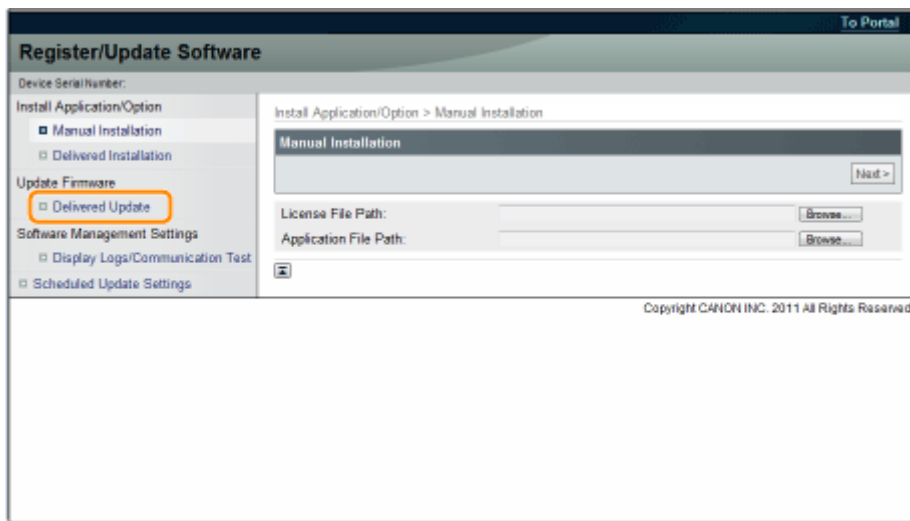 To Portal
Register/Update Software
Device Serial Number:
Install Application/Option
Manual Installation
Delivered Installation
Update Firmware
Delivered Update
Software Management Settings
Display Logs/Communication Test
Scheduled Update Settings
Install Application/Option > Manual Installation
Manual Installation
Next >
License File Path:
Browse...
Application File Path:
Browse...
Copyright CANON INC. 2011 All Rights Reserved